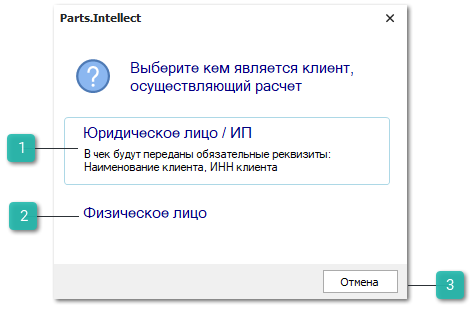 Parts.Intellect
?
Выберите кем является клиент,
осуществляющий расчет
1
Юридическое лицо / ИП
В чек будут переданы обязательные реквизиты:
Наименование клиента, ИНН клиента
2
Физическое лицо
Отмена
3